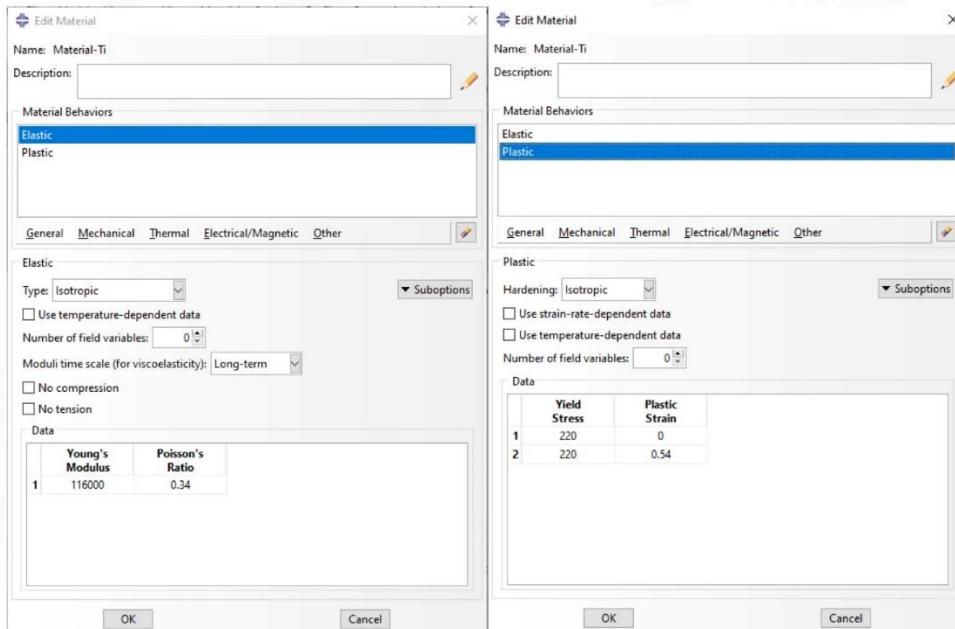 Edit Material
Name: Material-Ti
Description:
Material Behaviors
Elastic
Plastic
General Mechanical Thermal Electrical/Magnetic Other
Elastic
Type: Isotropic
Suboptions
Use temperature-dependent data
Number of field variables: 0
Moduli time scale (for viscoelasticity): Long-term
No compression
No tension
Data
Young's Modulus Poisson's Ratio
1 116000 0.34
OK Cancel
Edit Material
Name: Material-Ti
Description:
Material Behaviors
Elastic
Plastic
General Mechanical Thermal Electrical/Magnetic Other
Plastic
Hardening: Isotropic
Suboptions
Use strain-rate-dependent data
Use temperature-dependent data
Number of field variables: 0
Data
Yield Stress Plastic Strain
1 220 0
2 220 0.54
OK Cancel